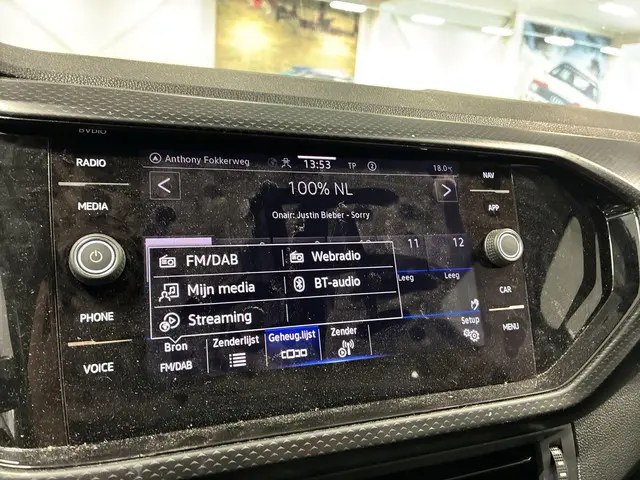 RADIO
MEDIA
PHONE
VOICE
Anthony Fokkerweg 13:53 TP 2 18.0°C
100% NL
Onair: Justin Bieber - Sorry
11 12
Leeg Leeg
FM/DAB Webradio
Mijn media BT-audio
Streaming
Bron
FM/DAB
Zenderlijst
Geheug.lijst
Zender
Setup
NAV
APP
CAR
MENU